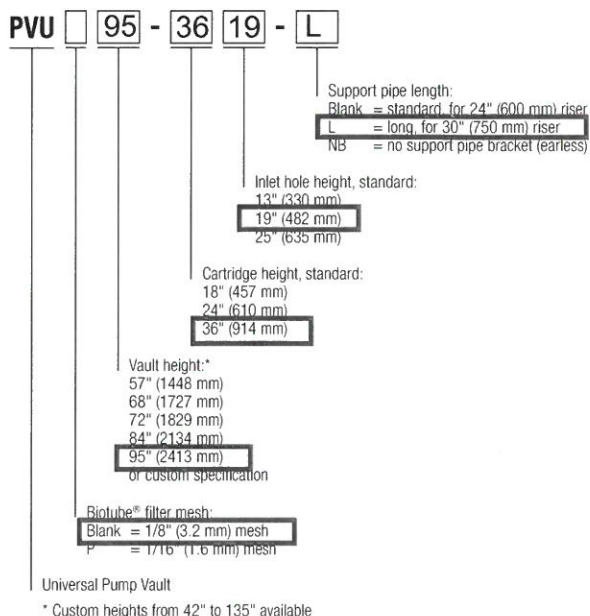 PVU 95 - 36 19 - L
Support pipe length:
Blank = standard, for 24" (600 mm) riser
L = long, for 30" (750 mm) riser
NB = no support pipe bracket (earless)
Inlet hole height, standard:
13" (330 mm)
19" (482 mm)
25" (635 mm)
Cartridge height, standard:
18" (457 mm)
24" (610 mm)
36" (914 mm)
Vault height:*
57" (1448 mm)
68" (1727 mm)
72" (1829 mm)
84" (2134 mm)
95" (2413 mm)
or custom specification
Biotube® filter mesh:
Blank = 1/8" (3.2 mm) mesh
P = 1/16" (1.6 mm) mesh
Universal Pump Vault
* Custom heights from 42" to 135" available